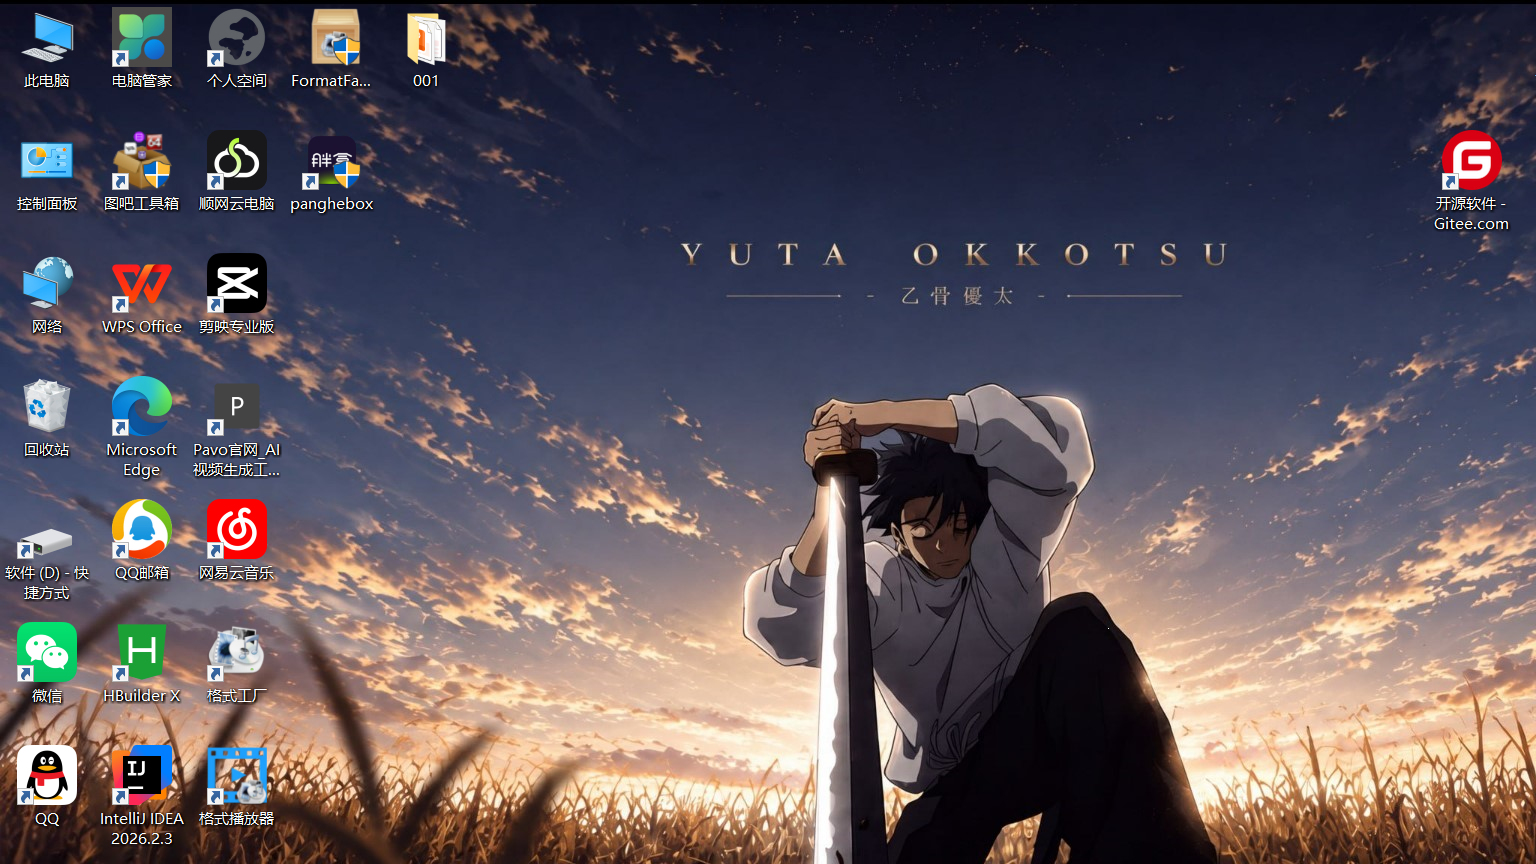 此电脑
电脑管家
个人空间
FormatFa...
001
控制面板
图吧工具箱
顺网云电脑
胖盒
panghebox
开源软件 -
Gitee.com
YUTA OKKOTSU
- 乙骨優太 -
网络
WPS Office
剪映专业版
回收站
Microsoft
Edge
P
Pavo官网_AI
视频生成工...
软件 (D) - 快
捷方式
QQ邮箱
网易云音乐
微信
H
HBuilder X
格式工厂
QQ
IJ
IntelliJ IDEA
2026.2.3
格式播放器